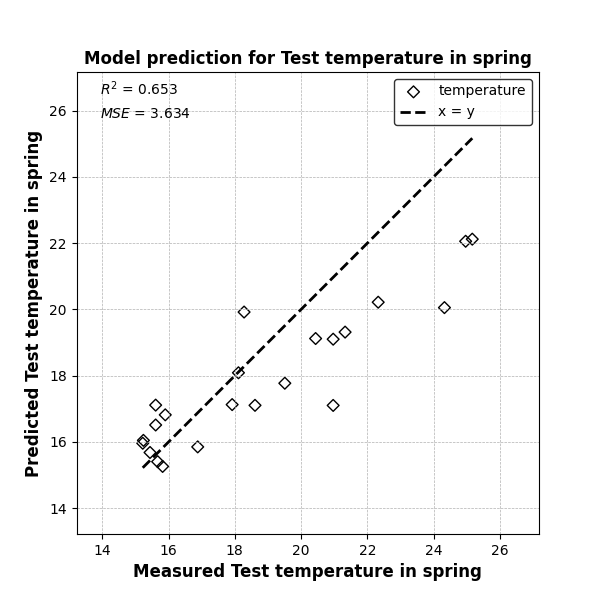 Model prediction for Test temperature in spring
R² = 0.653
MSE = 3.634
temperature
x = y
26
24
22
20
18
16
14
Predicted Test temperature in spring
14 16 18 20 22 24 26
Measured Test temperature in spring